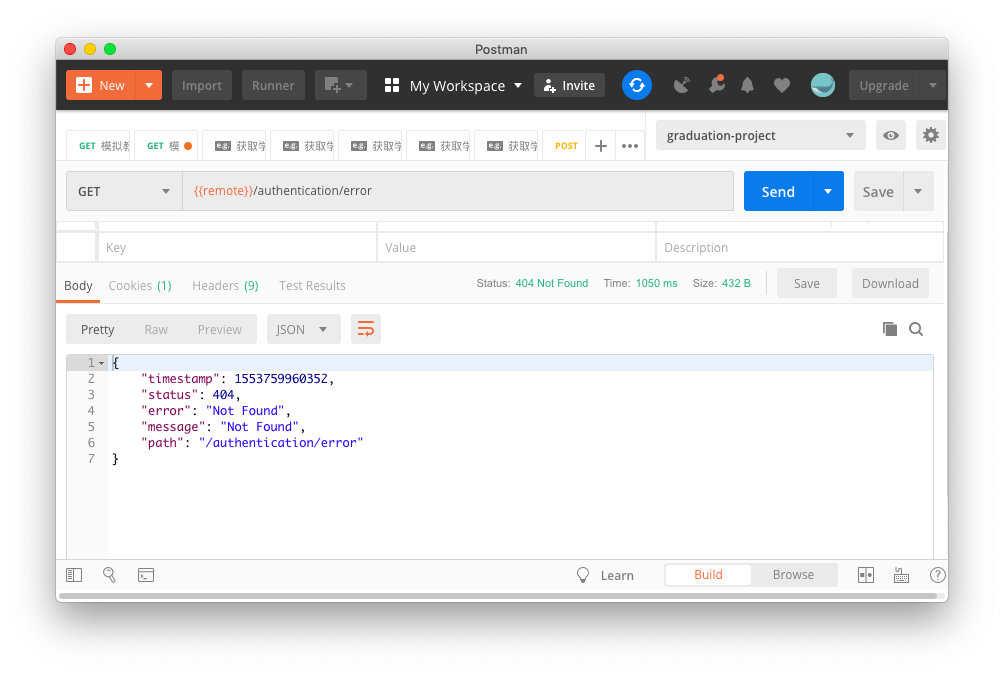 Postman
New Import Runner My Workspace Invite Upgrade
GET 模拟 GET 模 e.g. 获取 e.g. 获取 e.g. 获取 e.g. 获取 e.g. 获取 POST graduation-project
GET {{remote}}/authentication/error Send Save
Key Value Description
Body Cookies (1) Headers (9) Test Results Status: 404 Not Found Time: 1050 ms Size: 432 B Save Download
Pretty Raw Preview JSON
1 {
2 "timestamp": 1553759960352,
3 "status": 404,
4 "error": "Not Found",
5 "message": "Not Found",
6 "path": "/authentication/error"
7 }
Learn Build Browse